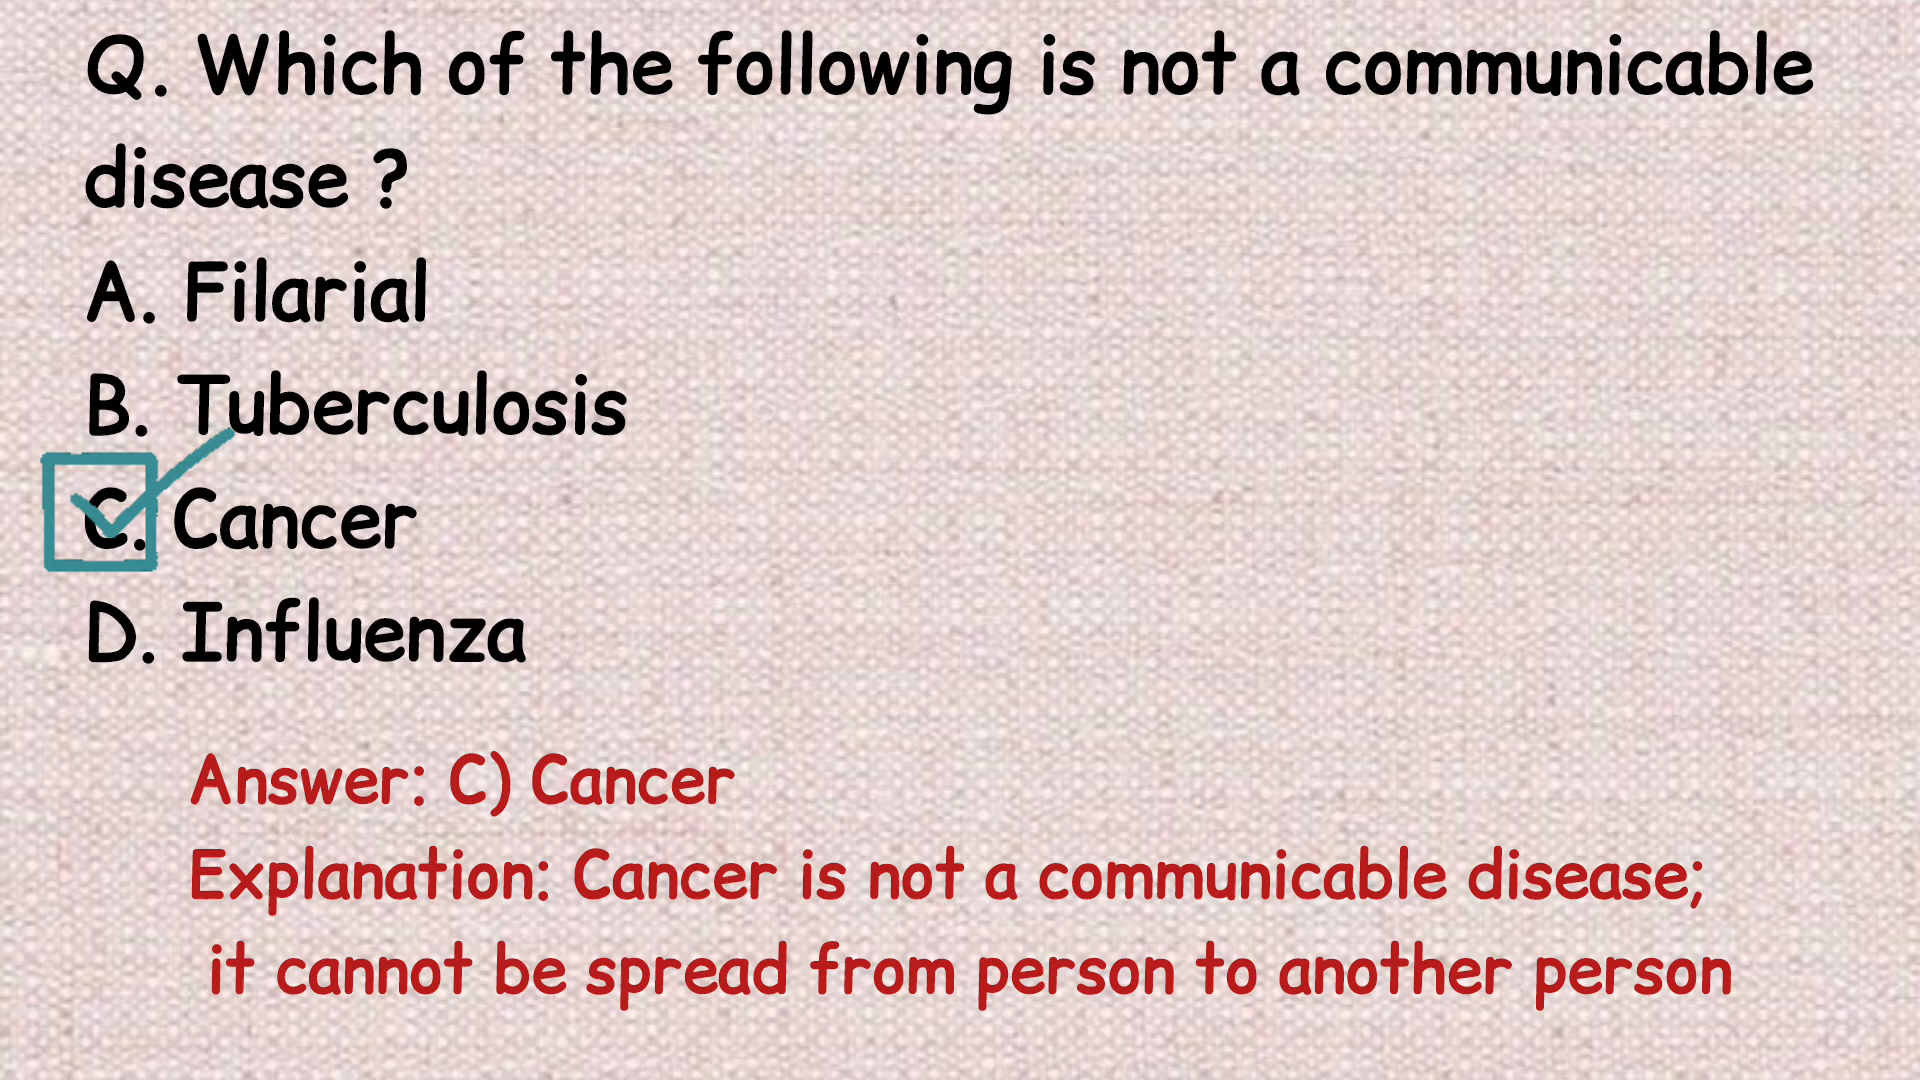 Q. Which of the following is not a communicable
disease ?
A. Filarial
B. Tuberculosis
C. Cancer
D. Influenza
Answer: C) Cancer
Explanation: Cancer is not a communicable disease;
it cannot be spread from person to another person